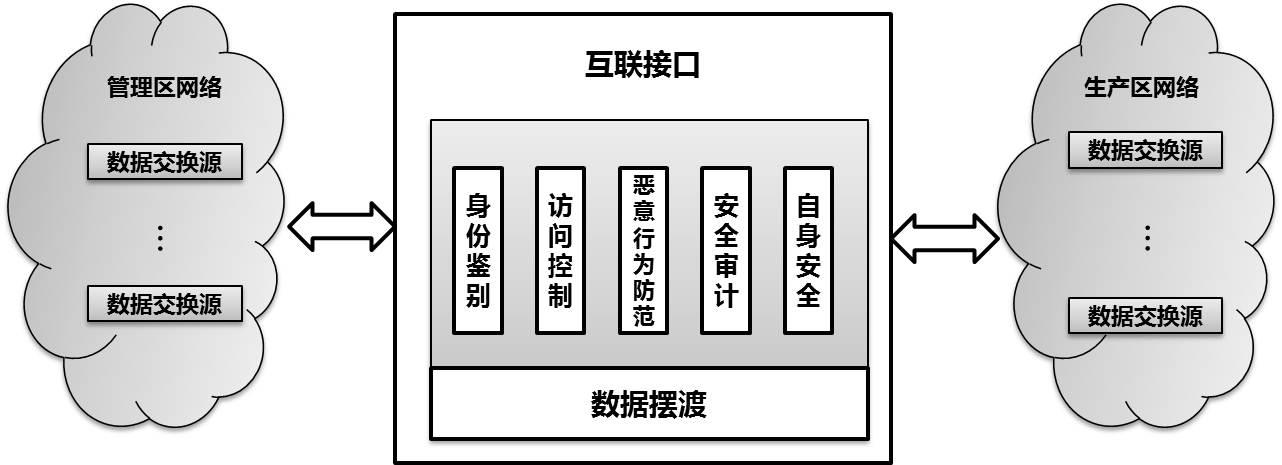 管理区网络
数据交换源
⋮
数据交换源
互联接口
身份鉴别
访问控制
恶意行为防范
安全审计
自身安全
数据摆渡
生产区网络
数据交换源
⋮
数据交换源